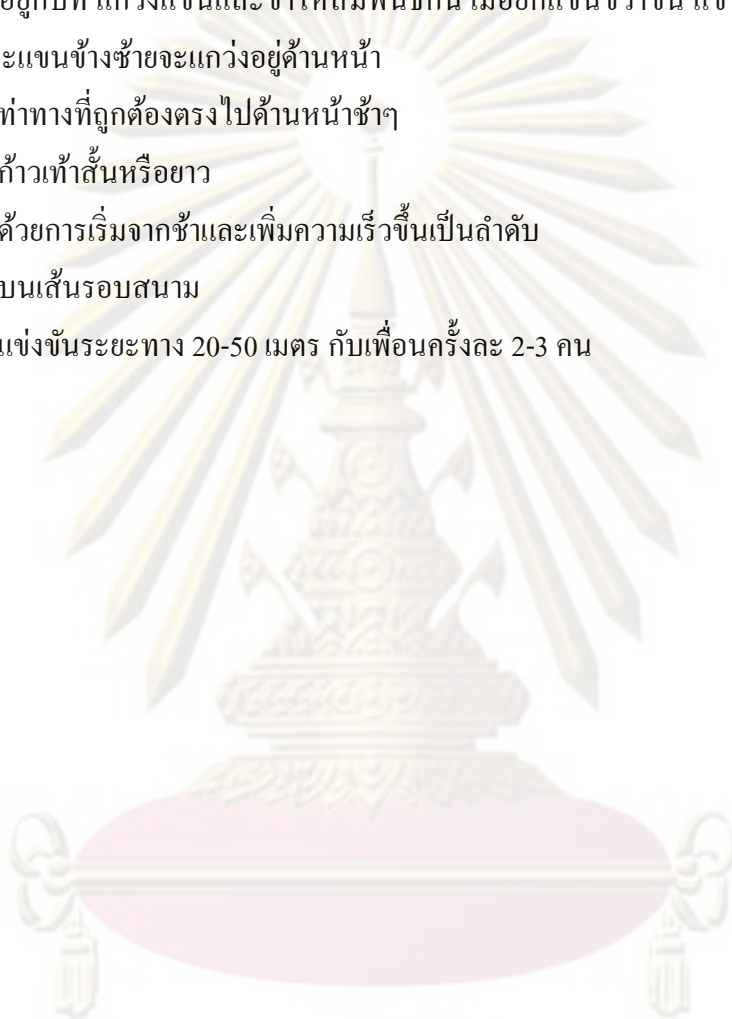 ะแขนข้างซ้ายจะแกว่งอยู่ด้านหน้า
ท่าทางที่ถูกต้องตรงไปด้านหน้าช้าๆ
ก้าวเท้าสั้นหรือยาว
ด้วยการเริ่มจากช้าและเพิ่มความเร็วขึ้นเป็นลำดับ
บนเส้นรอบสนาม
แข่งขันระยะทาง 20-50 เมตร กับเพื่อนครั้งละ 2-3 คน